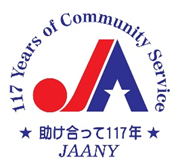 117 Years of Community Service
JA
★ 助け合って117年 ★
JAANY